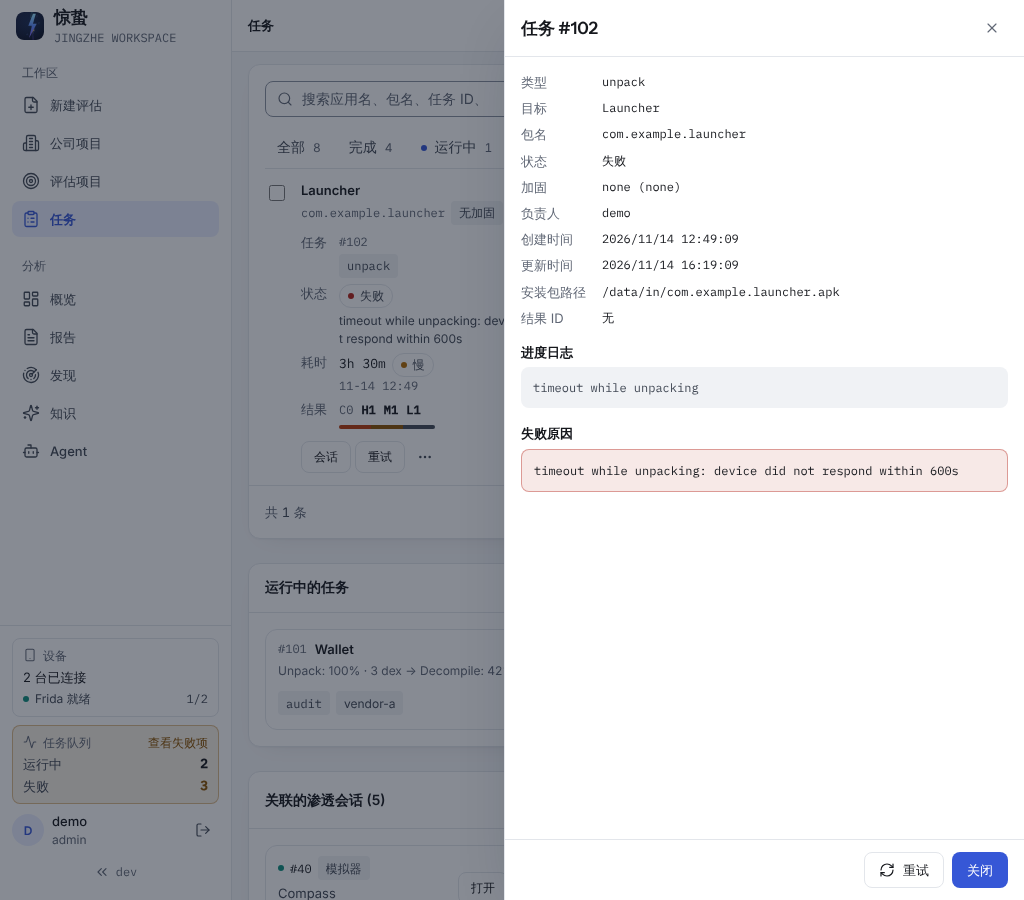 惊蛰
JINGZHE WORKSPACE
工作区
新建评估
公司项目
评估项目
任务
分析
概览
报告
发现
知识
Agent
设备
2 台已连接
Frida 就绪 1/2
任务队列 查看失败项
运行中 2
失败 3
D
demo
admin
dev
任务
搜索应用名、包名、任务 ID、
全部 8 完成 4 运行中 1
Launcher
com.example.launcher 无加固
任务 #102
unpack
状态 失败
timeout while unpacking: dev
t respond within 600s
耗时 3h 30m 慢
11-14 12:49
结果 C0 H1 M1 L1
会话 重试
共 1 条
运行中的任务
#101 Wallet
Unpack: 100% · 3 dex → Decompile: 42
audit vendor-a
关联的渗透会话 (5)
#40 模拟器
Compass
打开
任务 #102
类型 unpack
目标 Launcher
包名 com.example.launcher
状态 失败
加固 none (none)
负责人 demo
创建时间 2026/11/14 12:49:09
更新时间 2026/11/14 16:19:09
安装包路径 /data/in/com.example.launcher.apk
结果 ID 无
进度日志
timeout while unpacking
失败原因
timeout while unpacking: device did not respond within 600s
重试 关闭